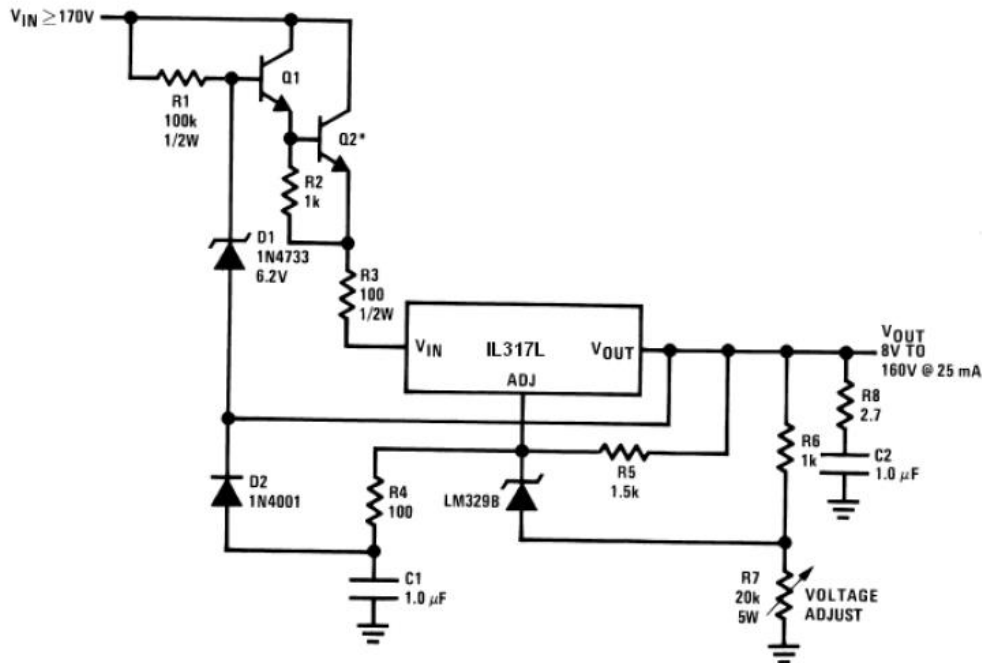 VIN ≥ 170V
Q1
R1
100k
1/2W
Q2*
R2
1k
D1
1N4733
6.2V
R3
100
1/2W
VIN
IL317L
VOUT
ADJ
VOUT
8V TO
160V @ 25 mA
R8
2.7
R6
1k
C2
1.0 µF
R5
1.5k
D2
1N4001
R4
100
LM329B
C1
1.0 µF
R7
20k
5W
VOLTAGE
ADJUST